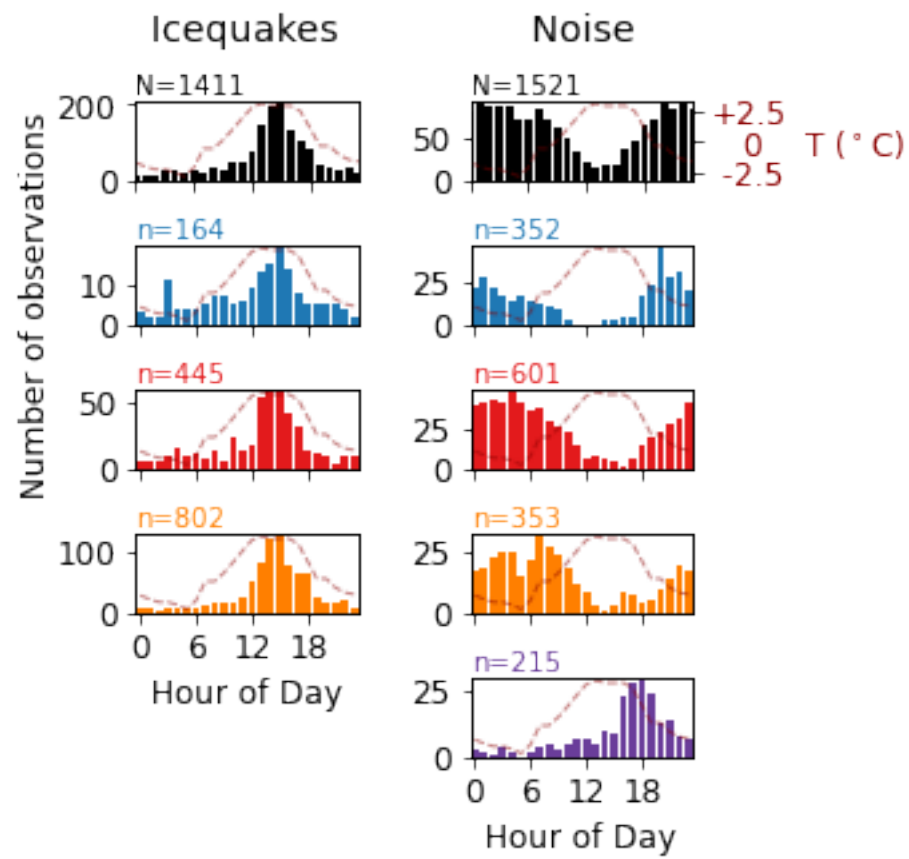 Icequakes
Noise
Number of observations
N=1411
200
0
N=1521
50
0
+2.5
0
-2.5
T (°C)
n=164
10
0
n=352
25
0
n=445
50
0
n=601
25
0
n=802
100
0
0 6 12 18
Hour of Day
n=353
25
0
n=215
25
0
0 6 12 18
Hour of Day